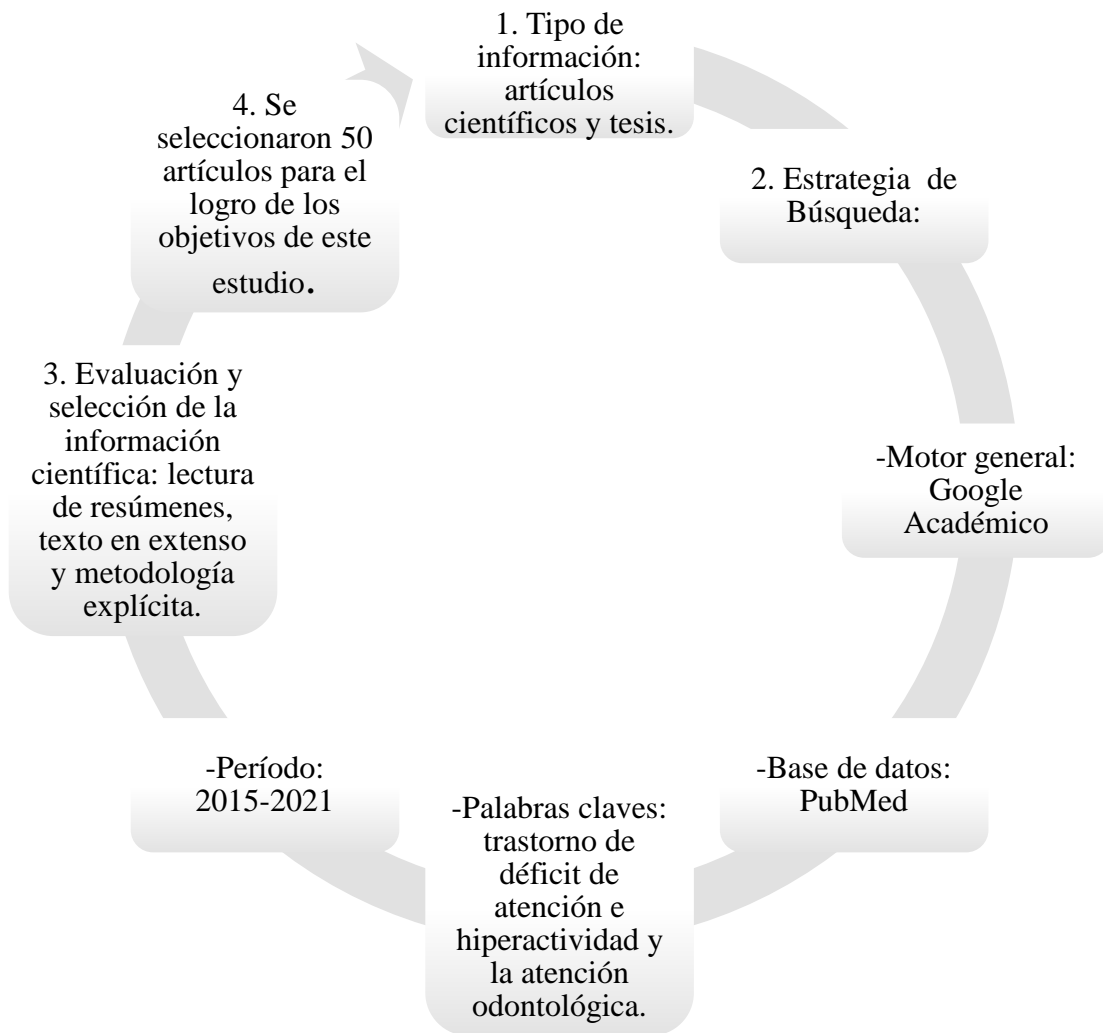 1. Tipo de
información:
artículos
científicos y tesis.
2. Estrategia de
Búsqueda:
-Motor general:
Google
Académico
-Base de datos:
PubMed
-Palabras claves:
trastorno de
déficit de
atención e
hiperactividad y
la atención
odontológica.
-Período:
2015-2021
3. Evaluación y
selección de la
información
científica: lectura
de resúmenes,
texto en extenso
y metodología
explícita.
4. Se
seleccionaron 50
artículos para el
logro de los
objetivos de este
estudio.